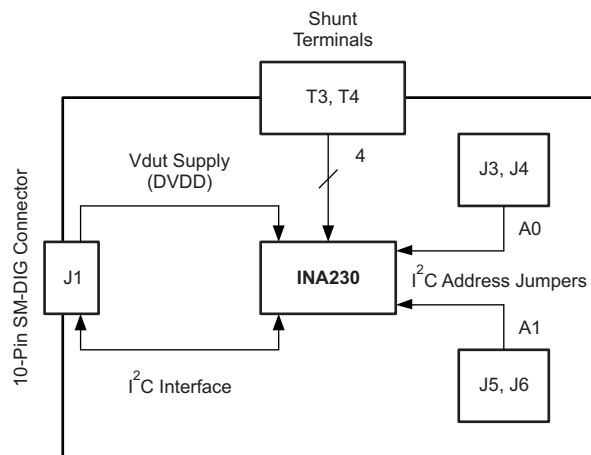 Shunt
Terminals
T3, T4
4
Vdut Supply
(DVDD)
J3, J4
A0
10-Pin SM-DIG Connector
J1
INA230
I²C Address Jumpers
A1
I²C Interface
J5, J6